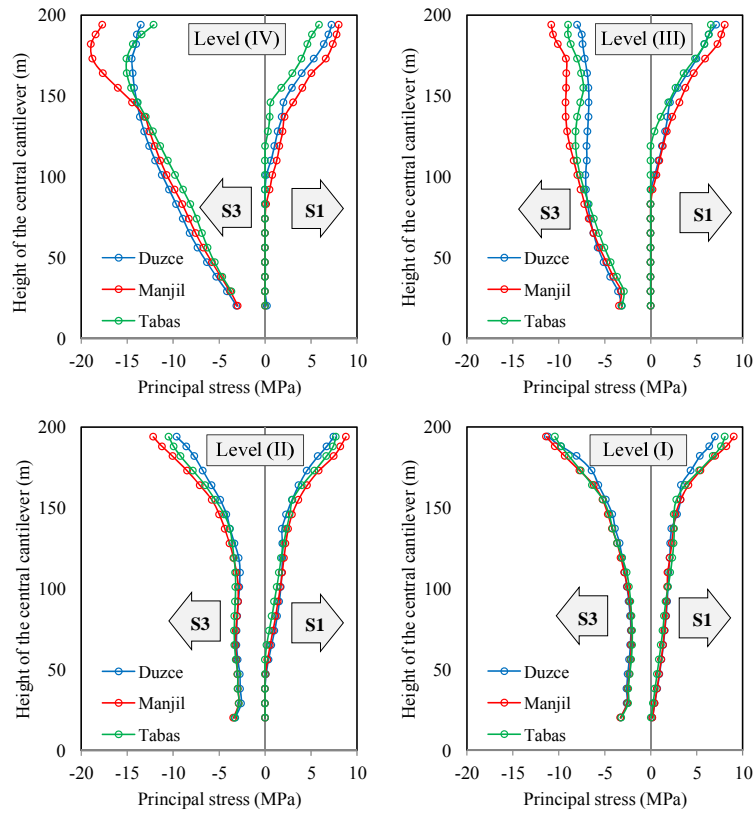 Level (IV)
Height of the central cantilever (m)
200
150
100
50
0
S3
S1
Duzce
Manjil
Tabas
-20
-15
-10
-5
0
5
10
Principal stress (MPa)
Level (III)
Height of the central cantilever (m)
200
150
100
50
0
S3
S1
Duzce
Manjil
Tabas
-20
-15
-10
-5
0
5
10
Principal stress (MPa)
Level (II)
Height of the central cantilever (m)
200
150
100
50
0
S3
S1
Duzce
Manjil
Tabas
-20
-15
-10
-5
0
5
10
Principal stress (MPa)
Level (I)
Height of the central cantilever (m)
200
150
100
50
0
S3
S1
Duzce
Manjil
Tabas
-20
-15
-10
-5
0
5
10
Principal stress (MPa)